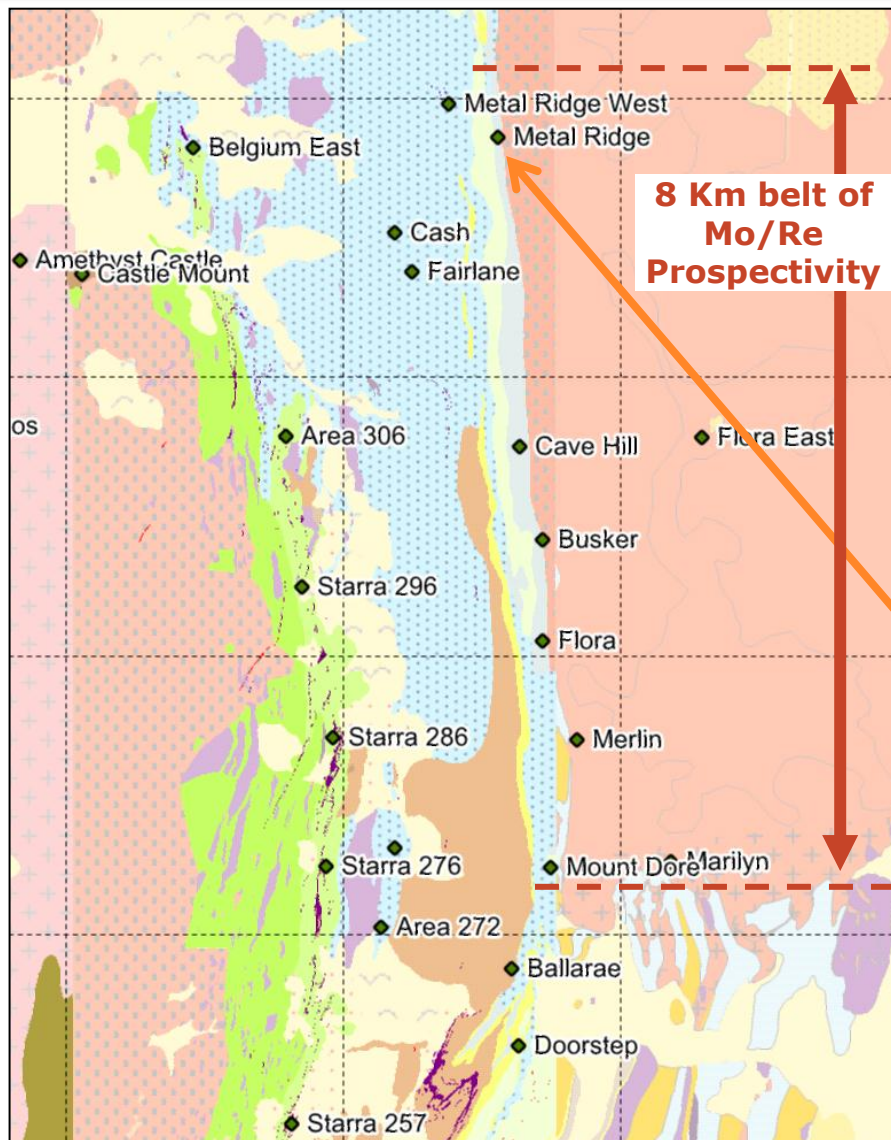 Metal Ridge West
Metal Ridge
Belgium East
8 Km belt of
Mo/Re
Prospectivity
Cash
Amethyst Castle
Castle Mount
Fairlane
os
Area 306
Cave Hill
Flora East
Busker
Starra 296
Flora
Starra 286
Merlin
Starra 276
Mount Dore
Marilyn
Area 272
Ballarae
Doorstep
Starra 257